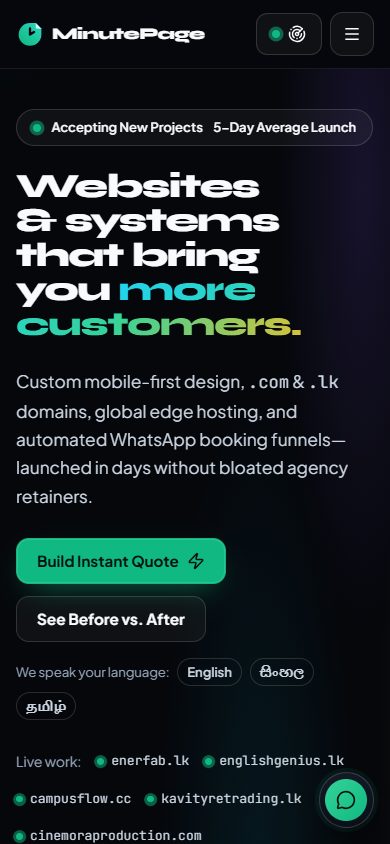 MinutePage
Accepting New Projects 5-Day Average Launch
Websites
& systems
that bring
you more
customers.
Custom mobile-first design, .com & .lk
domains, global edge hosting, and
automated WhatsApp booking funnels—
launched in days without bloated agency
retainers.
Build Instant Quote
See Before vs. After
We speak your language: English සිංහල
தமிழ்
Live work: enerfab.lk englishgenius.lk
campusflow.cc kavityretrading.lk
cinemoraproduction.com